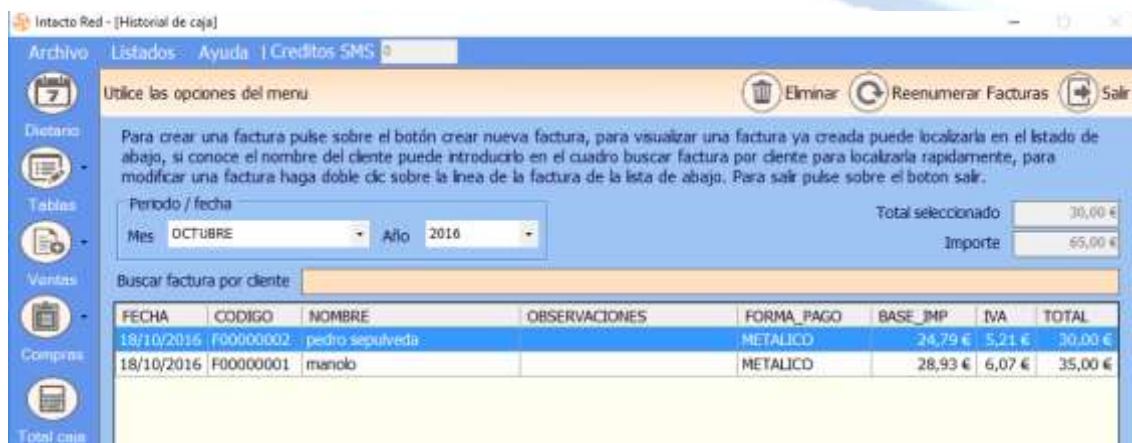 Intacto Red - [Historial de caja]
Archivo Listados Ayuda | Creditos SMS 0
7 Utilice las opciones del menu Eliminar Reenumerar Facturas Salir
Dietario
Tablas
Ventas
Compras
Total caja
Para crear una factura pulse sobre el botón crear nueva factura, para visualizar una factura ya creada puede localizarla en el listado de
abajo, si conoce el nombre del cliente puede introducirlo en el cuadro buscar factura por cliente para localizarla rapidamente, para
modificar una factura haga doble clic sobre la linea de la factura de la lista de abajo. Para salir pulse sobre el boton salir.
Periodo / fecha
Mes OCTUBRE Año 2016
Total seleccionado 30,00 €
Importe 65,00 €
Buscar factura por cliente
FECHA CODIGO NOMBRE OBSERVACIONES FORMA_PAGO BASE_IMP IVA TOTAL
18/10/2016 F00000002 pedro sepulveda METALICO 24,79 € 5,21 € 30,00 €
18/10/2016 F00000001 manolo METALICO 28,93 € 6,07 € 35,00 €